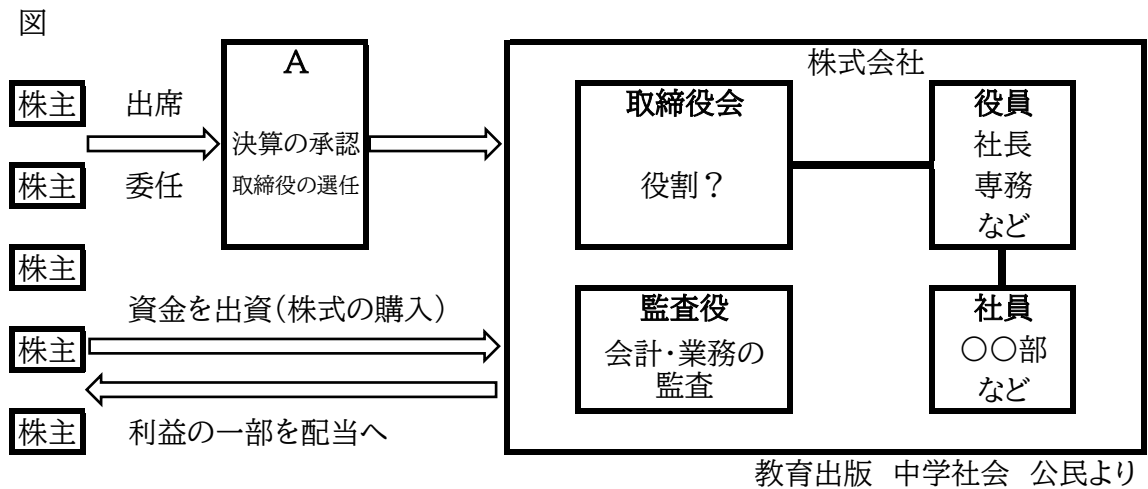 図
株主
株主
株主
株主
株主
出席
委任
A
決算の承認
取締役の選任
資金を出資(株式の購入)
利益の一部を配当へ
株式会社
取締役会
役割?
役員
社長
専務
など
監査役
会計・業務の
監査
社員
○○部
など
教育出版 中学社会 公民より